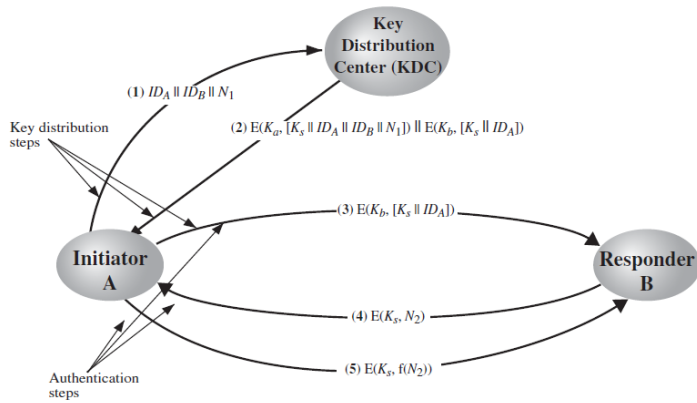 Key
Distribution
Center (KDC)
(1) ID_A || ID_B || N_1
(2) E(K_a, [K_s || ID_A || ID_B || N_1]) || E(K_b, [K_s || ID_A])
Key distribution
steps
(3) E(K_b, [K_s || ID_A])
Initiator
A
Responder
B
(4) E(K_s, N_2)
(5) E(K_s, f(N_2))
Authentication
steps